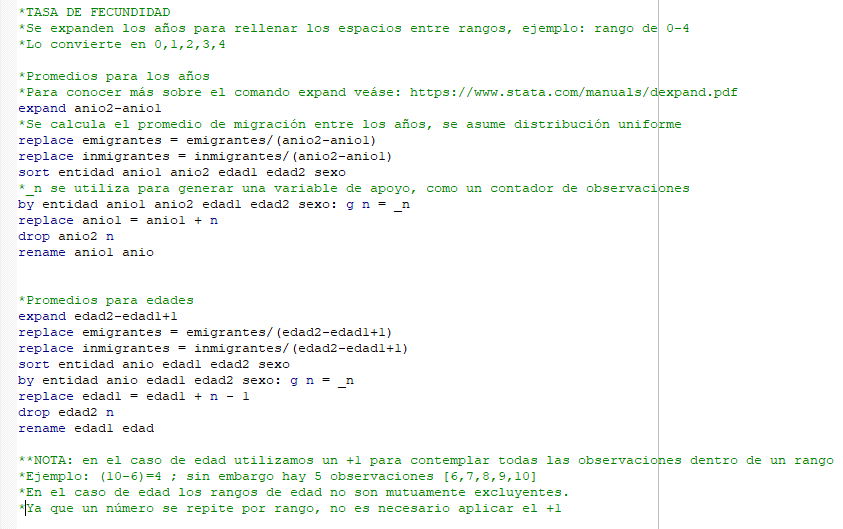 *TASA DE FECUNDIDAD
*Se expanden los años para rellenar los espacios entre rangos, ejemplo: rango de 0-4
*Lo convierte en 0,1,2,3,4
*Promedios para los años
*Para conocer más sobre el comando expand veáse: https://www.stata.com/manuals/dexpand.pdf
expand anio2-anio1
*Se calcula el promedio de migración entre los años, se asume distribución uniforme
replace emigrantes = emigrantes/(anio2-anio1)
replace inmigrantes = inmigrantes/(anio2-anio1)
sort entidad anio1 anio2 edad1 edad2 sexo
*_n se utiliza para generar una variable de apoyo, como un contador de observaciones
by entidad anio1 anio2 edad1 edad2 sexo: g n = _n
replace anio1 = anio1 + n
drop anio2 n
rename anio1 anio
*Promedios para edades
expand edad2-edad1+1
replace emigrantes = emigrantes/(edad2-edad1+1)
replace inmigrantes = inmigrantes/(edad2-edad1+1)
sort entidad anio edad1 edad2 sexo
by entidad anio edad1 edad2 sexo: g n = _n
replace edad1 = edad1 + n - 1
drop edad2 n
rename edad1 edad
**NOTA: en el caso de edad utilizamos un +1 para contemplar todas las observaciones dentro de un rango
*Ejemplo: (10-6)=4 ; sin embargo hay 5 observaciones [6,7,8,9,10]
*En el caso de edad los rangos de edad no son mutuamente excluyentes.
*Ya que un número se repite por rango, no es necesario aplicar el +1